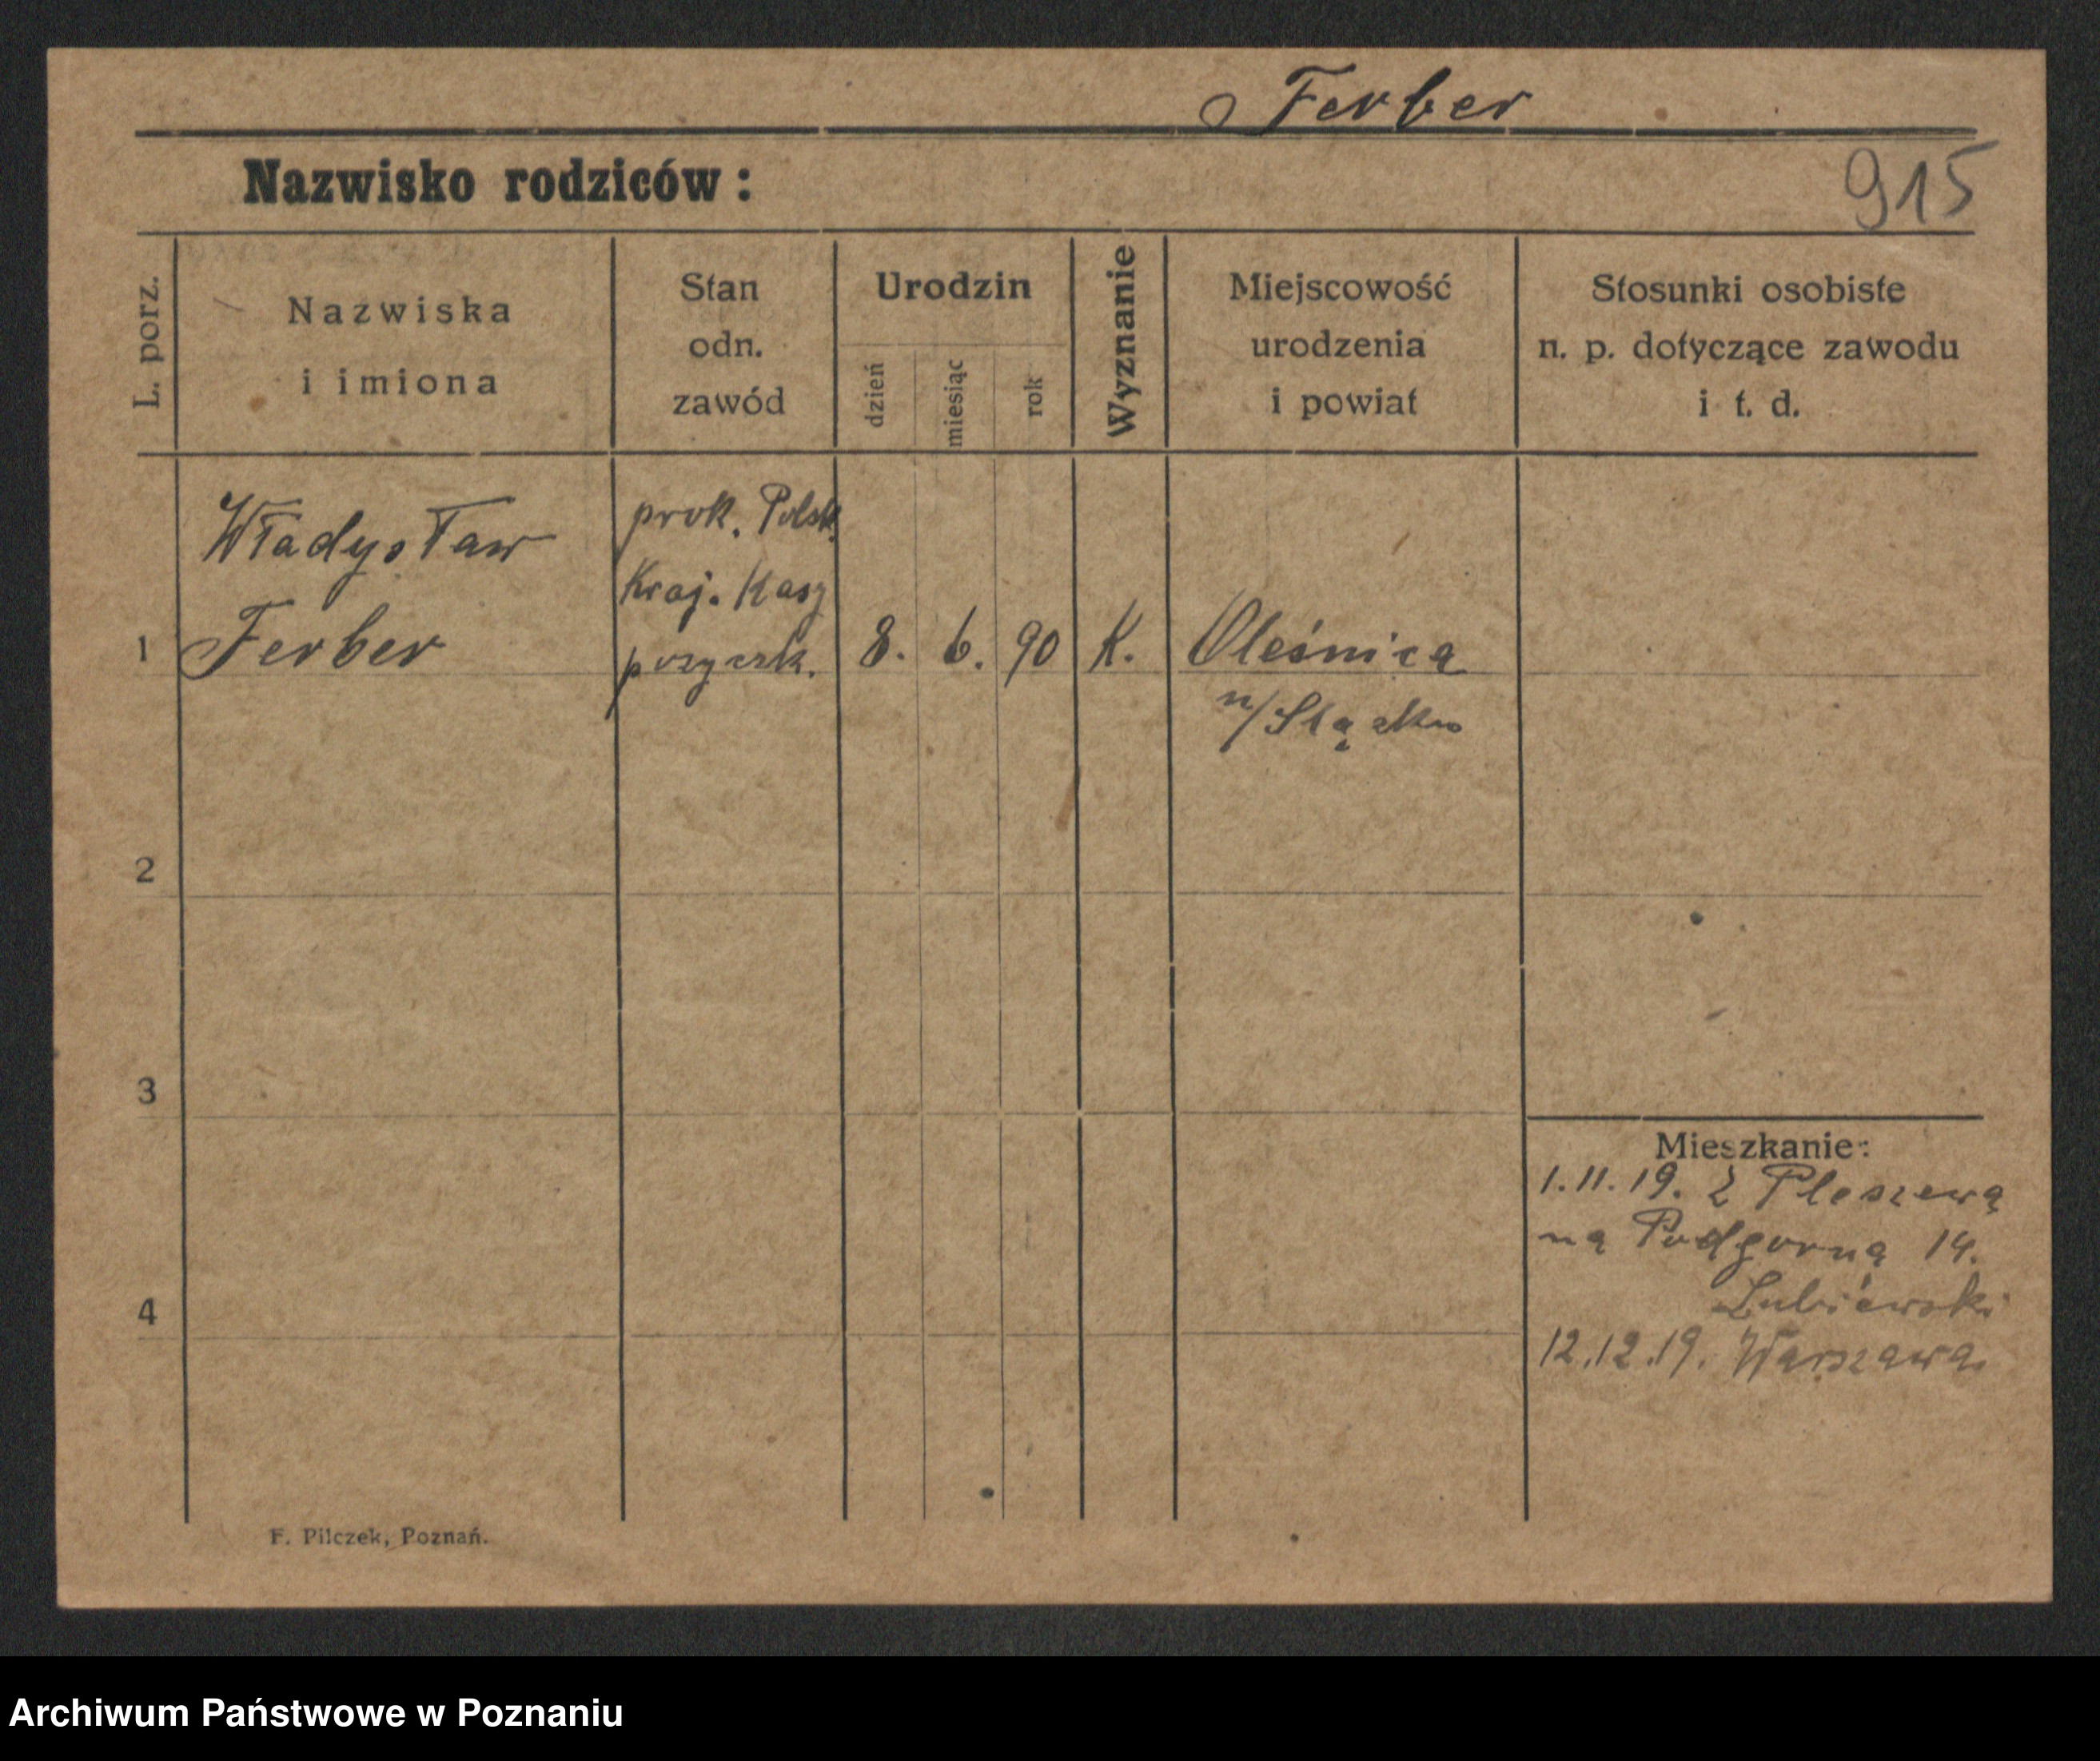 Ferber
Nazwisko rodziców :
915
L. porz.
Nazwiska
i imiona
Stan
odn.
zawód
Urodzin
dzień
miesiąc
rok
Wyznanie
Miejscowość
urodzenia
i powiat
Stosunki osobiste
n. p. dotyczące zawodu
i t. d.
1
Władysław
Ferber
prok. Polsk.
Kraj. Kasy
pozyczk.
8. 6. 90
K.
Oleśnica
n/Śląsku
2
3
4
Mieszkanie:
1.11.19. Z Pleszewa
na Podgorna 14.
12.12.19. Warszawa
F. Pilczek, Poznań.
Archiwum Państwowe w Poznaniu